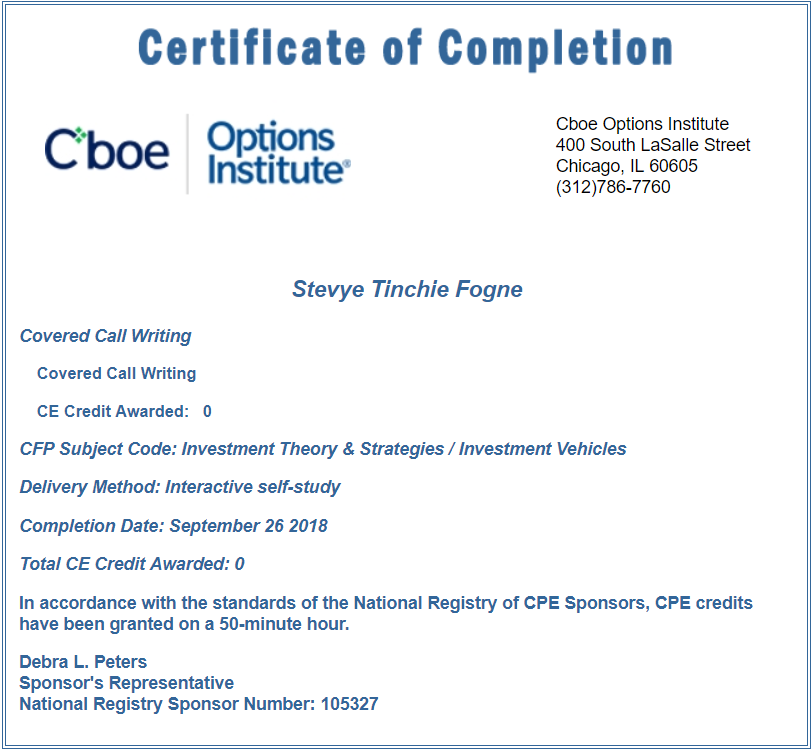 Certificate of Completion
Cboe
Options
Institute®
Cboe Options Institute
400 South LaSalle Street
Chicago, IL 60605
(312)786-7760
Stevye Tinchie Fogne
Covered Call Writing
Covered Call Writing
CE Credit Awarded: 0
CFP Subject Code: Investment Theory & Strategies / Investment Vehicles
Delivery Method: Interactive self-study
Completion Date: September 26 2018
Total CE Credit Awarded: 0
In accordance with the standards of the National Registry of CPE Sponsors, CPE credits
have been granted on a 50-minute hour.
Debra L. Peters
Sponsor's Representative
National Registry Sponsor Number: 105327